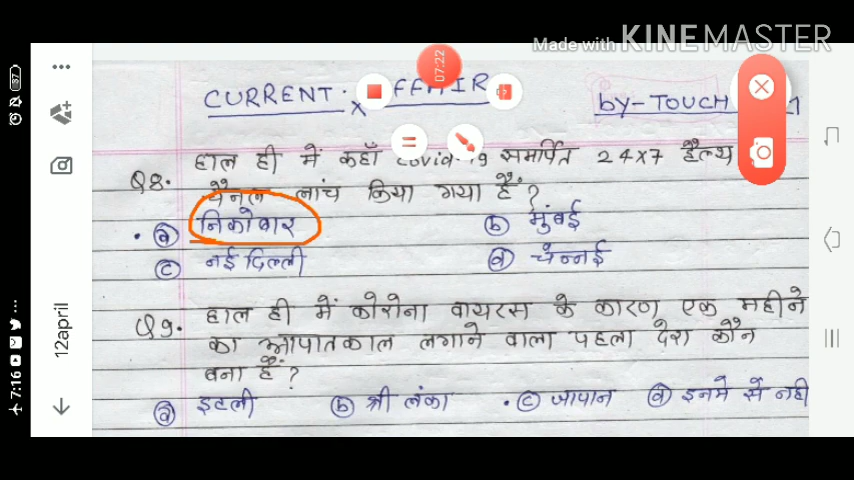 Made with KINEMASTER
07:22
CURRENT
by-TOUCH
Q8. हाल ही में कहाँ covid-19 समर्पित 24x7 हैल्थ
चैनल लांच किया गया है?
ⓐ निकोबार ⓑ मुंबई
ⓒ नई दिल्ली ⓓ चेन्नई
Q9. हाल ही में कोरोना वायरस के कारण एक महीने
का आपातकाल लगाने वाला पहला देश कौन
बना है?
ⓐ इटली ⓑ श्री लंका ⓒ जापान ⓓ इनमे से नही
12april
7:16
87